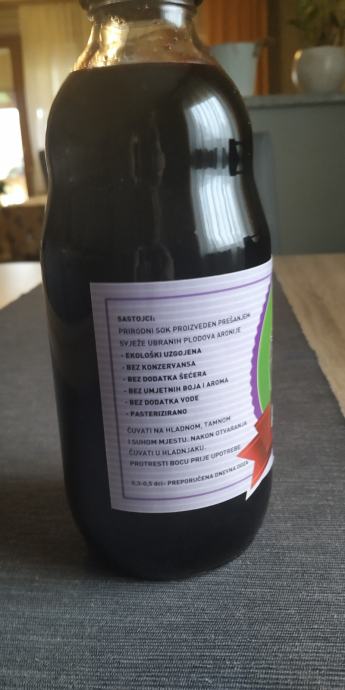 SASTOJCI:
PRIRODNI SOK PROIZVEDEN PREŠANJEM
SVJEŽE UBRANIH PLODOVA ARONIJE
- EKOLOŠKI UZGOJENA
- BEZ KONZERVANSA
- BEZ DODATKA ŠEĆERA
- BEZ UMJETNIH BOJA I AROMA
- BEZ DODATKA VODE
- PASTERIZIRANO
ČUVATI NA HLADNOM, TAMNOM
I SUHOM MJESTU. NAKON OTVARANJA
ČUVATI U HLADNJAKU.
PROTRESTI BOCU PRIJE UPOTREBE
0,3-0,5 dcl- PREPORUČENA DNEVNA DOZA